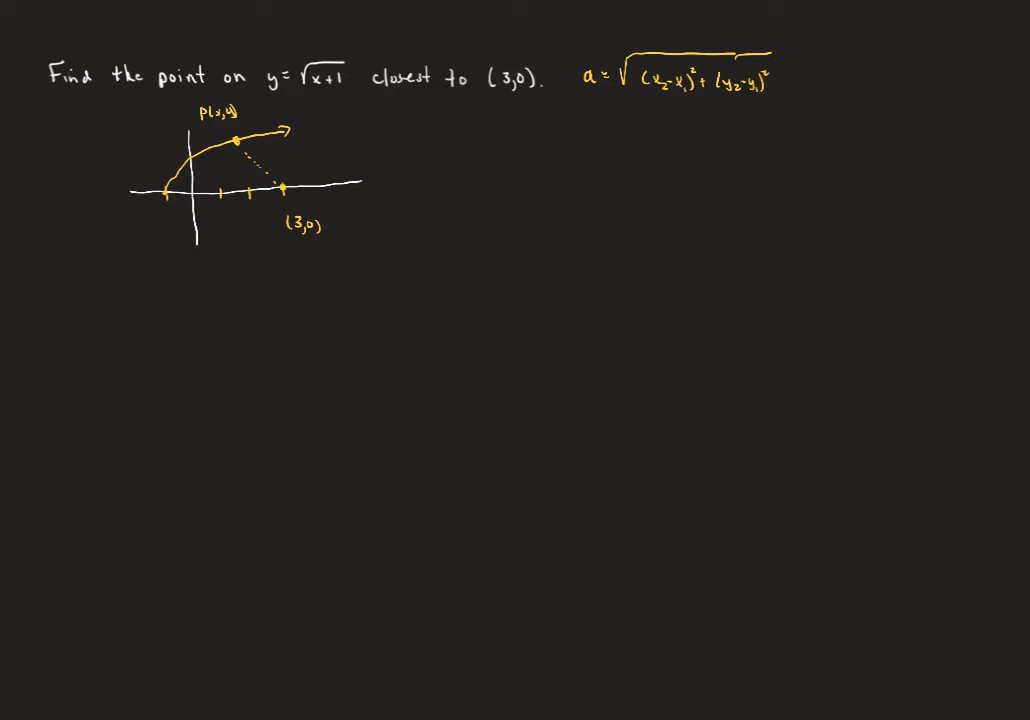 Find the point on y = √x+1 closest to (3,0). d = √(x₂-x₁)² + (y₂-y₁)²
P(x,y)
(3,0)